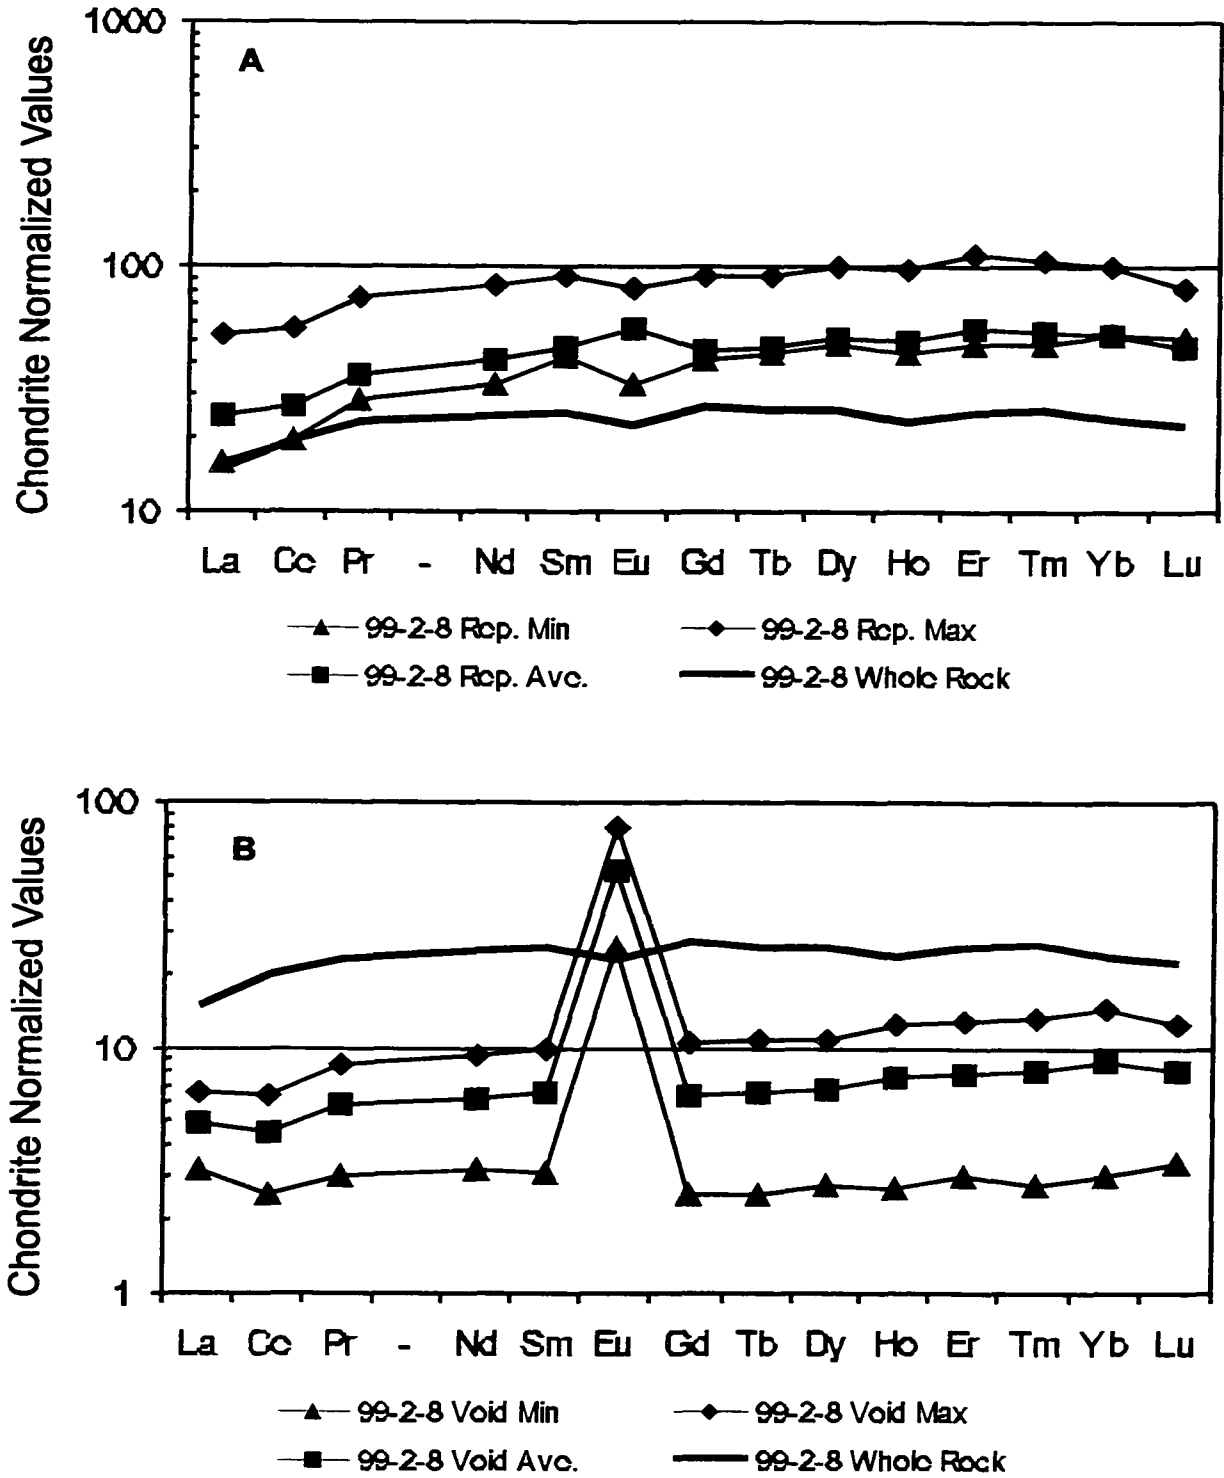 Chondrite Normalized Values
1000
100
10
A
La Ce Pr - Nd Sm Eu Gd Tb Dy Ho Er Tm Yb Lu
99-2-8 Rep. Min 99-2-8 Rep. Max
99-2-8 Rep. Ave. 99-2-8 Whole Rock
Chondrite Normalized Values
100
10
1
B
La Ce Pr - Nd Sm Eu Gd Tb Dy Ho Er Tm Yb Lu
99-2-8 Void Min 99-2-8 Void Max
99-2-8 Void Ave. 99-2-8 Whole Rock